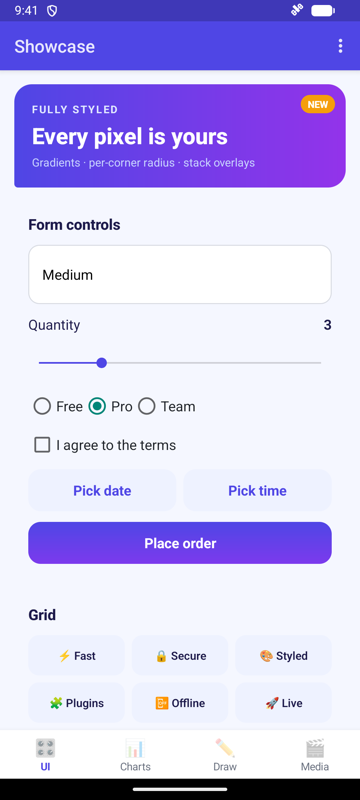 9:41
Showcase
FULLY STYLED
NEW
Every pixel is yours
Gradients · per-corner radius · stack overlays
Form controls
Medium
Quantity 3
Free Pro Team
I agree to the terms
Pick date Pick time
Place order
Grid
⚡ Fast 🔒 Secure 🎨 Styled
🧩 Plugins 📴 Offline 🚀 Live
UI Charts Draw Media